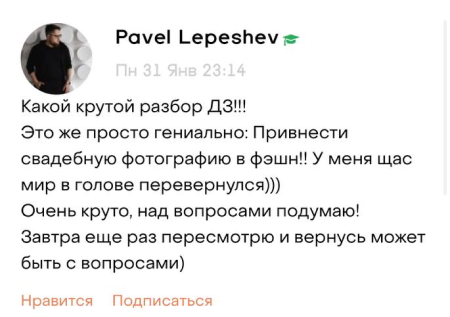 Pavel Lepeshev
Пн 31 Янв 23:14
Какой крутой разбор ДЗ!!!
Это же просто гениально: Привнести
свадебную фотографию в фэшн!! У меня щас
мир в голове перевернулся)))
Очень круто, над вопросами подумаю!
Завтра еще раз пересмотрю и вернусь может
быть с вопросами)
Нравится Подписаться